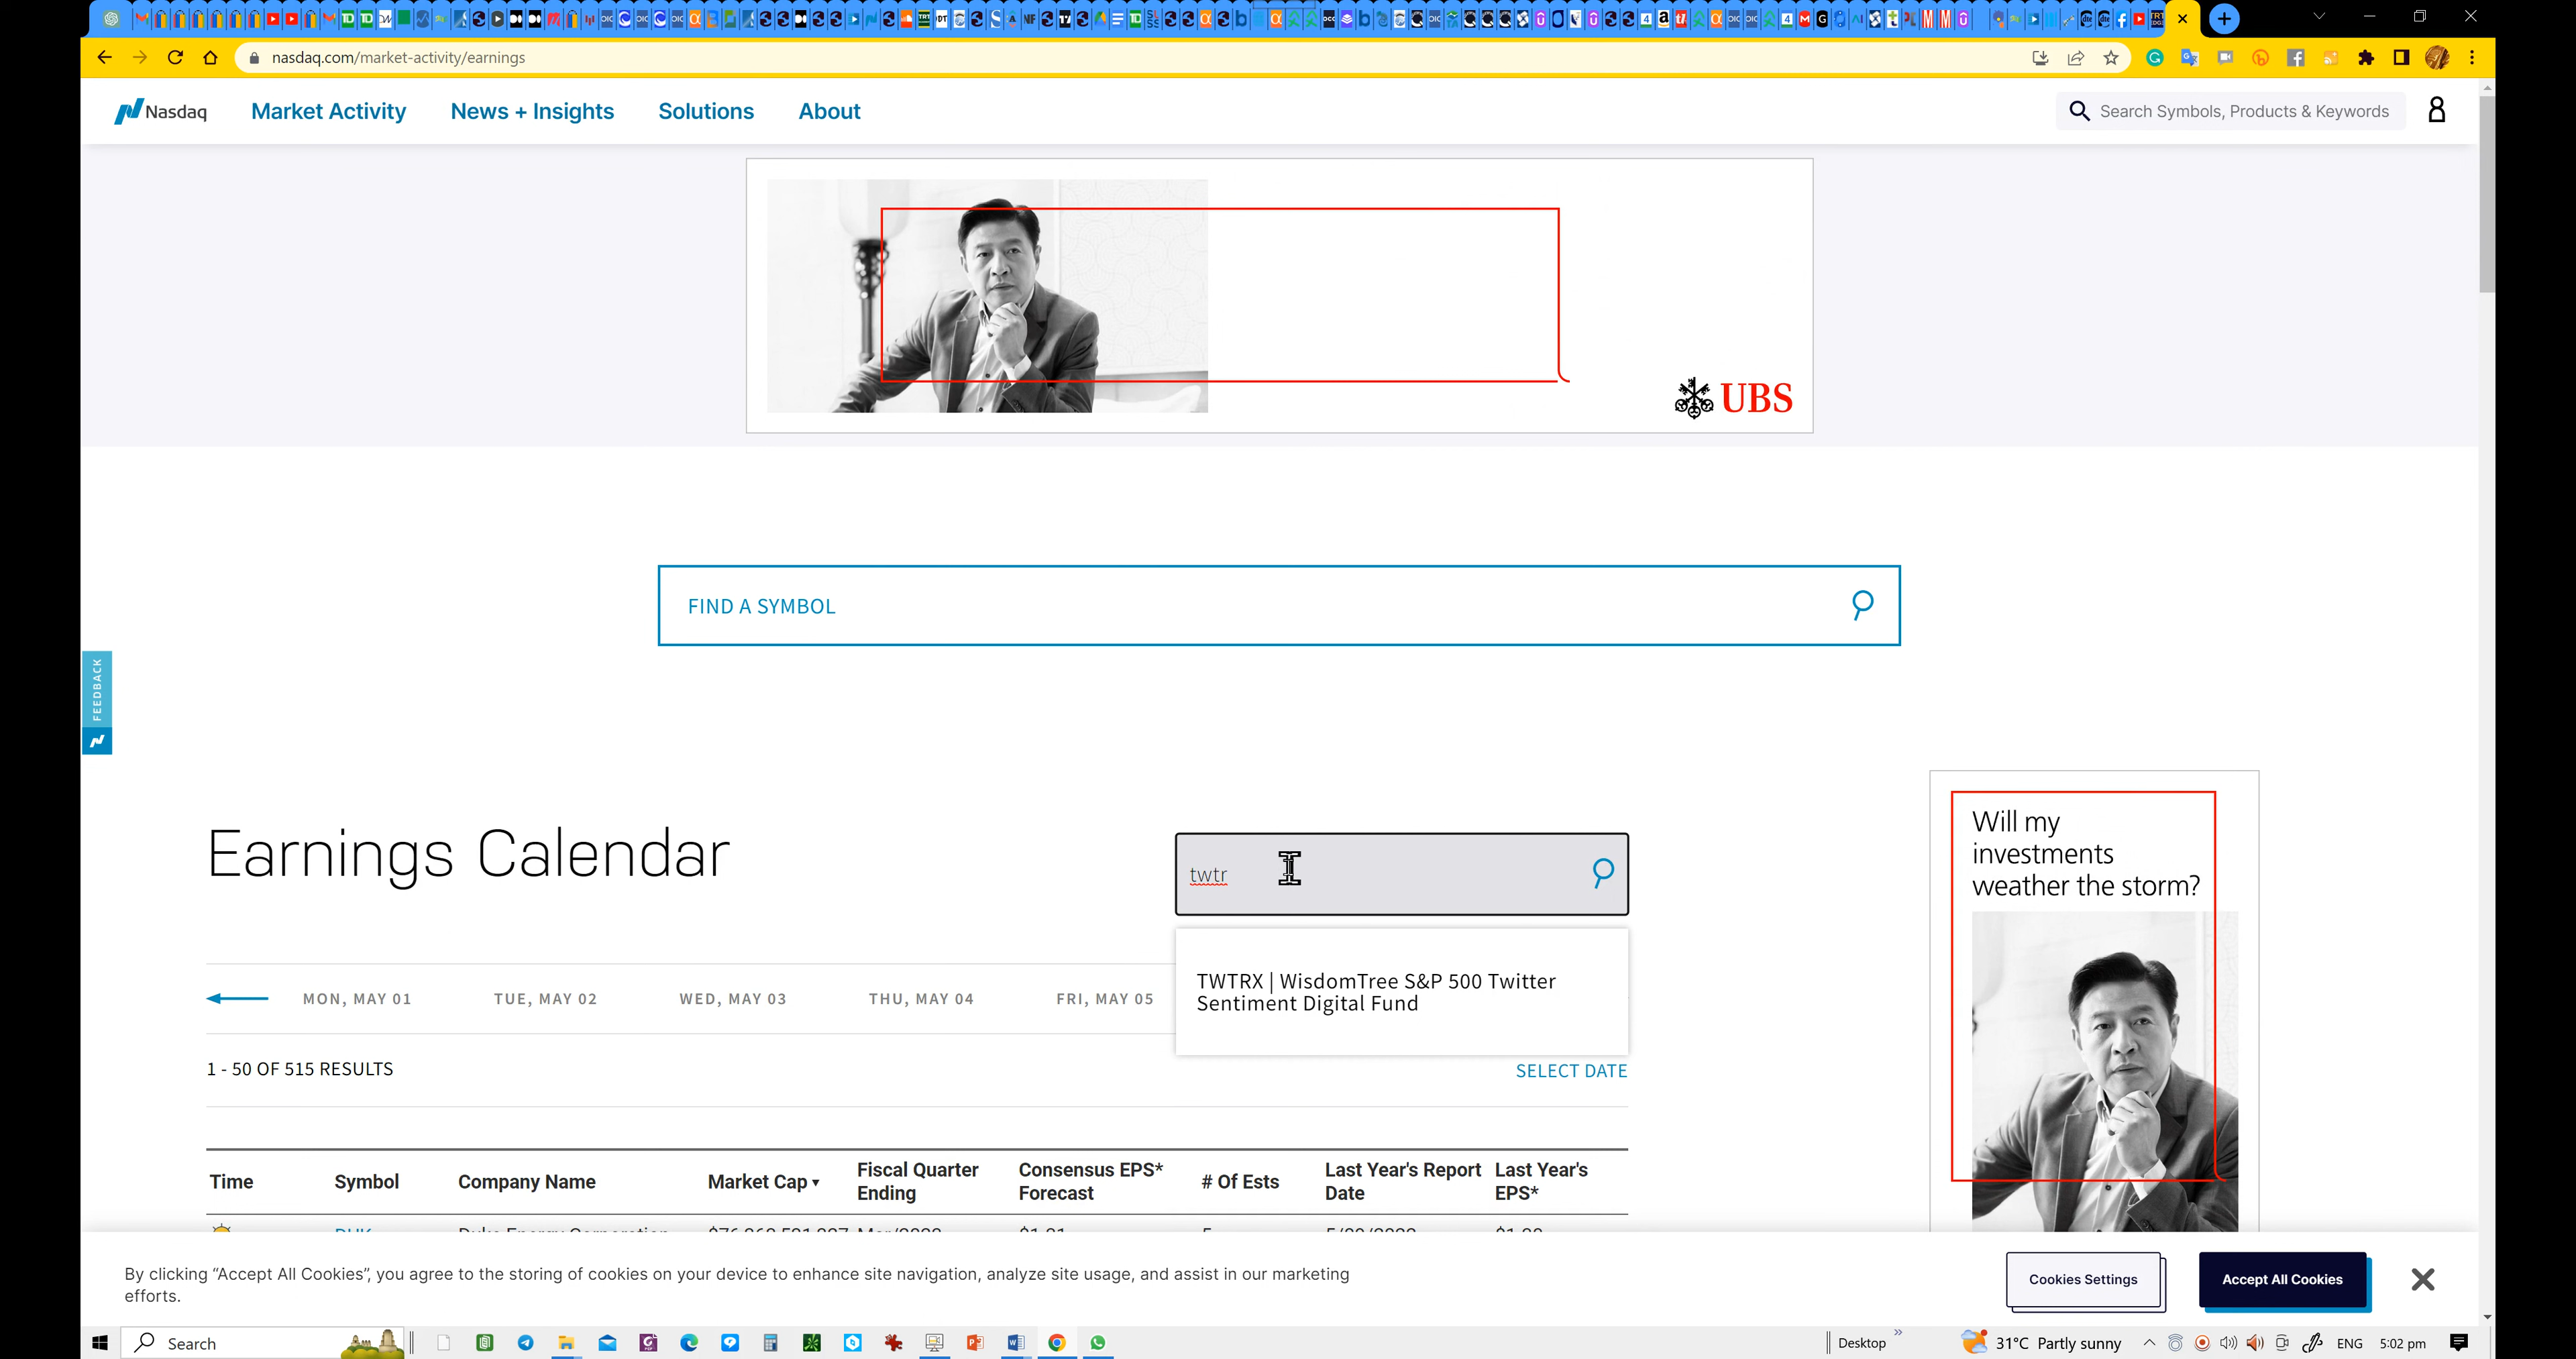 nasdaq.com/market-activity/earnings
Nasdaq
Market Activity
News + Insights
Solutions
About
Search Symbols, Products & Keywords
UBS
FIND A SYMBOL
FEEDBACK
Earnings Calendar
twtr
TWTRX | WisdomTree S&P 500 Twitter
Sentiment Digital Fund
MON, MAY 01
TUE, MAY 02
WED, MAY 03
THU, MAY 04
FRI, MAY 05
1 - 50 OF 515 RESULTS
SELECT DATE
Time
Symbol
Company Name
Market Cap
Fiscal Quarter
Ending
Consensus EPS*
Forecast
# Of Ests
Last Year's Report
Date
Last Year's
EPS*
Will my
investments
weather the storm?
By clicking “Accept All Cookies”, you agree to the storing of cookies on your device to enhance site navigation, analyze site usage, and assist in our marketing
efforts.
Cookies Settings
Accept All Cookies
Search
Desktop
31°C Partly sunny
ENG
5:02 pm